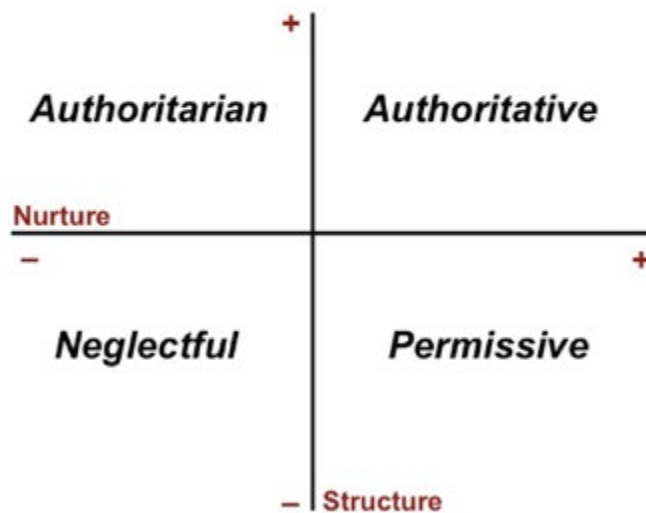 +
Authoritarian
Authoritative
Nurture
–
+
Neglectful
Permissive
–
Structure